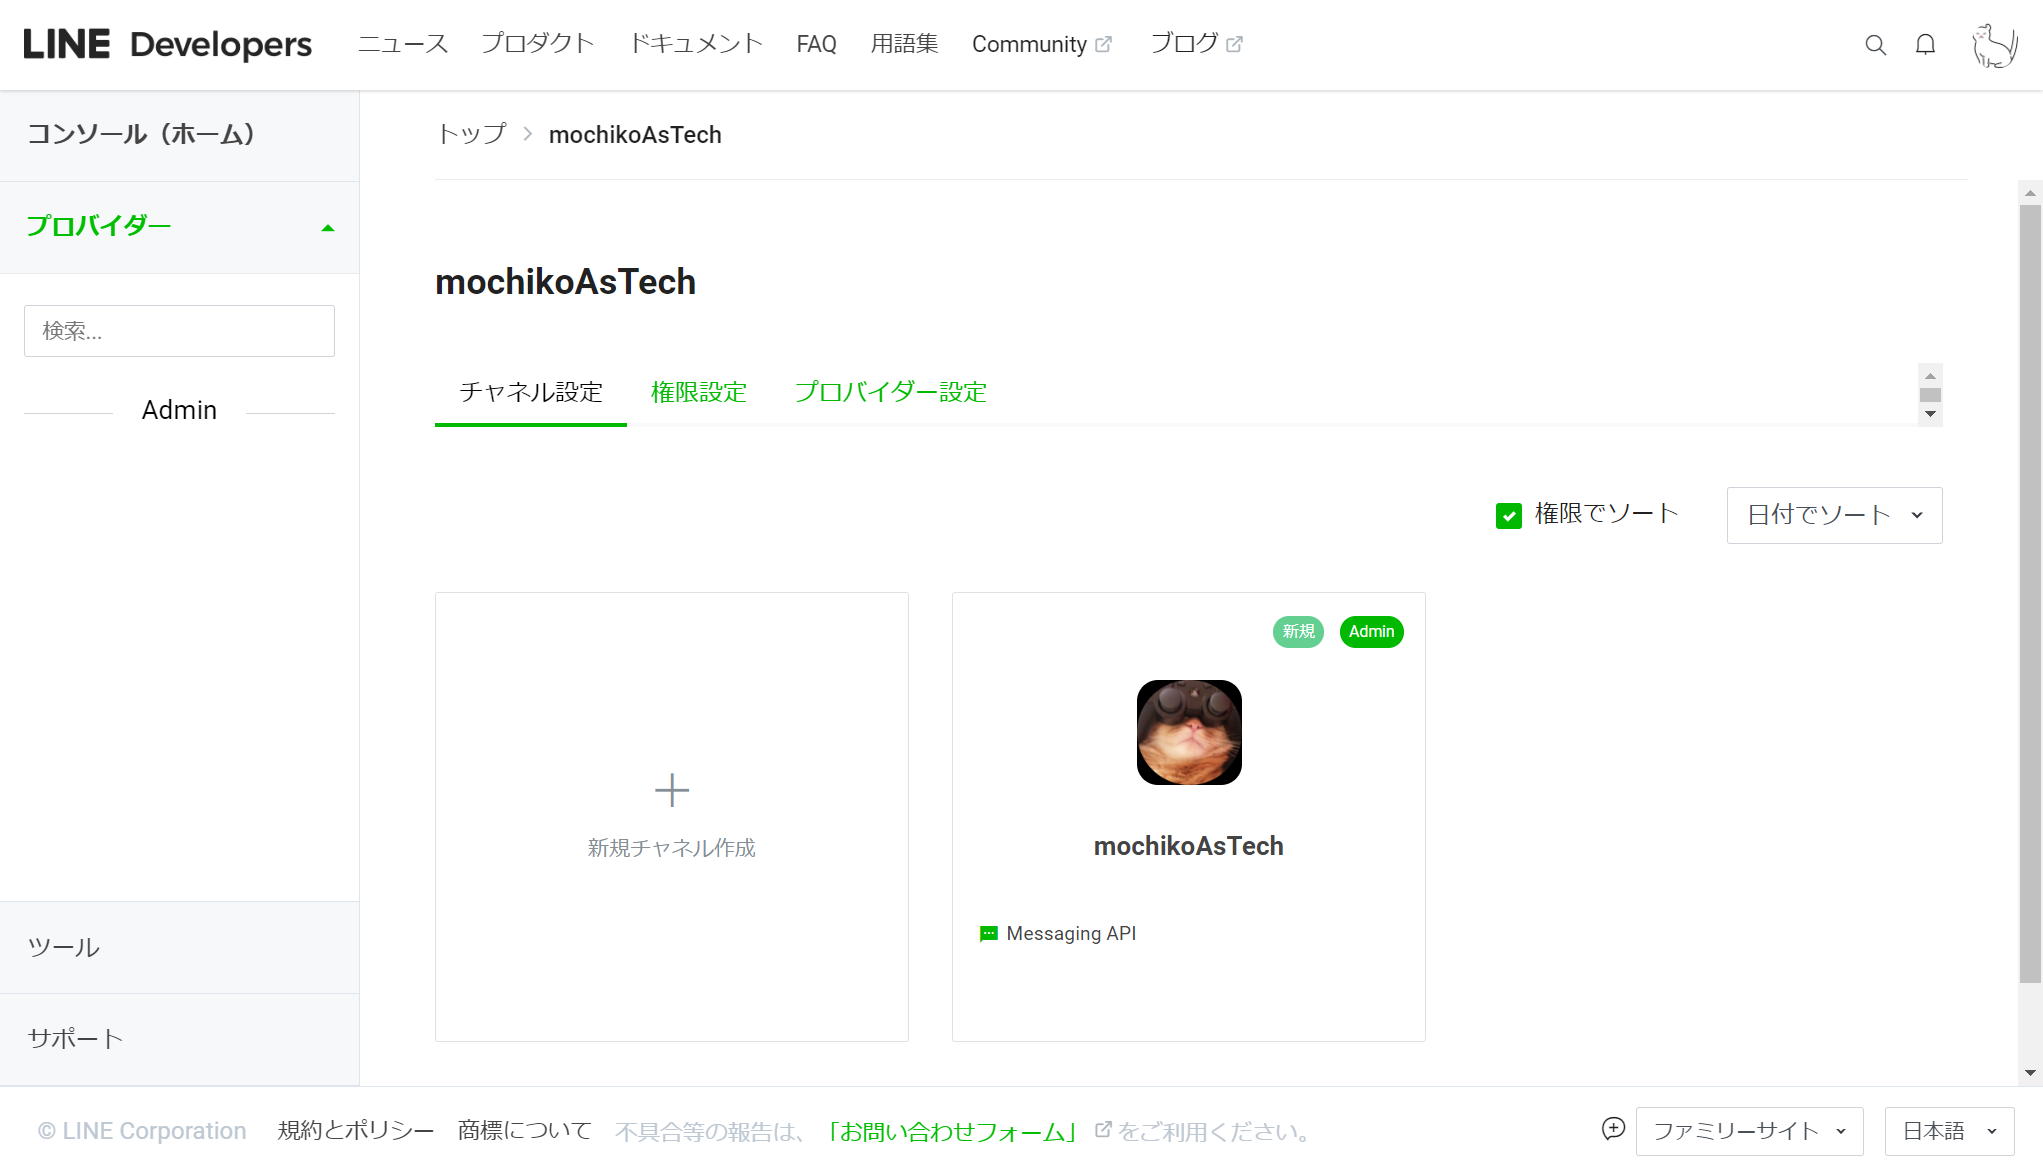 LINE Developers ニュース プロダクト ドキュメント FAQ 用語集 Community ブログ
コンソール（ホーム）
プロバイダー
検索...
Admin
ツール
サポート
トップ > mochikoAsTech
mochikoAsTech
チャネル設定 権限設定 プロバイダー設定
権限でソート 日付でソート
新規チャネル作成
新規 Admin
mochikoAsTech
Messaging API
© LINE Corporation 規約とポリシー 商標について 不具合等の報告は、「お問い合わせフォーム」をご利用ください。 ファミリーサイト 日本語